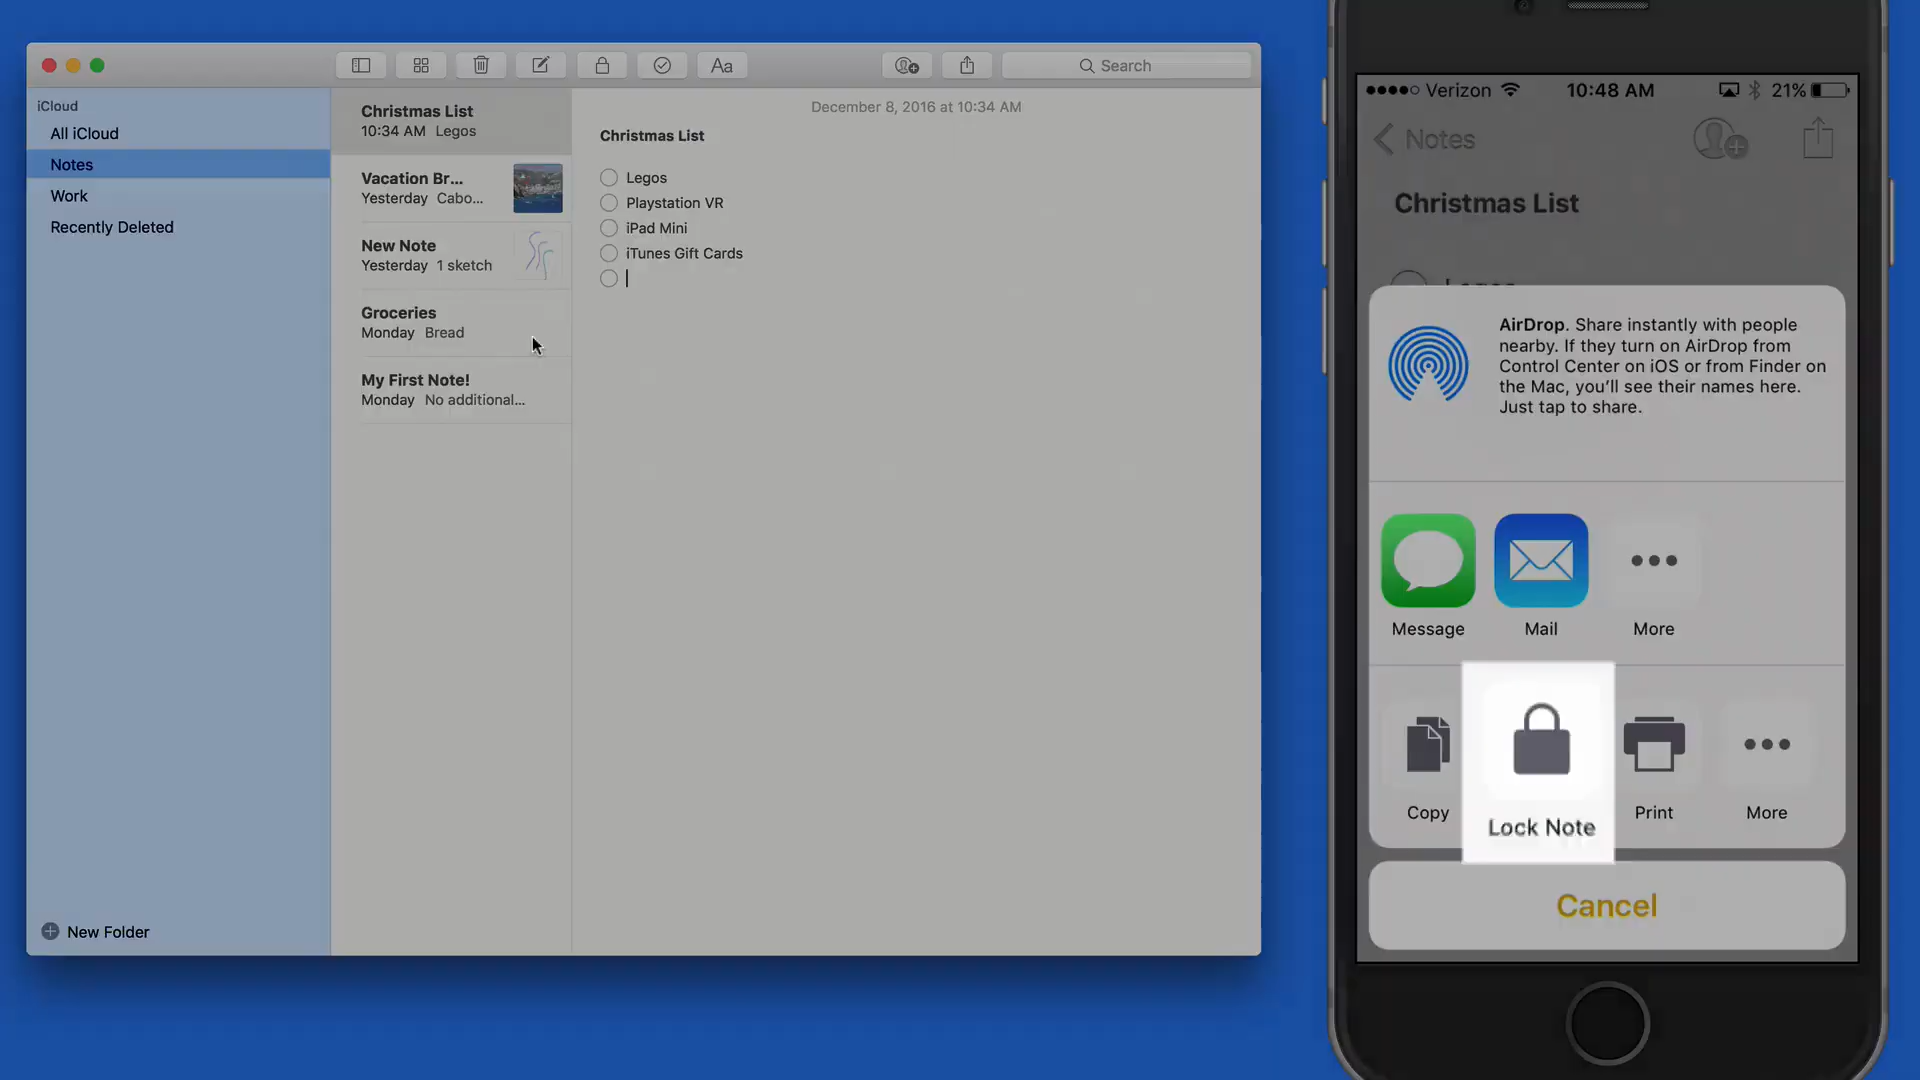 Search
iCloud
All iCloud
Notes
Work
Recently Deleted
New Folder
Christmas List
10:34 AM Legos
Vacation Br...
Yesterday Cabo...
New Note
Yesterday 1 sketch
Groceries
Monday Bread
My First Note!
Monday No additional...
Aa
December 8, 2016 at 10:34 AM
Christmas List
Legos
Playstation VR
iPad Mini
iTunes Gift Cards
Verizon 10:48 AM 21%
Notes
Christmas List
Legos
AirDrop. Share instantly with people
nearby. If they turn on AirDrop from
Control Center on iOS or from Finder on
the Mac, you'll see their names here.
Just tap to share.
Message Mail More
Copy Lock Note Print More
Cancel